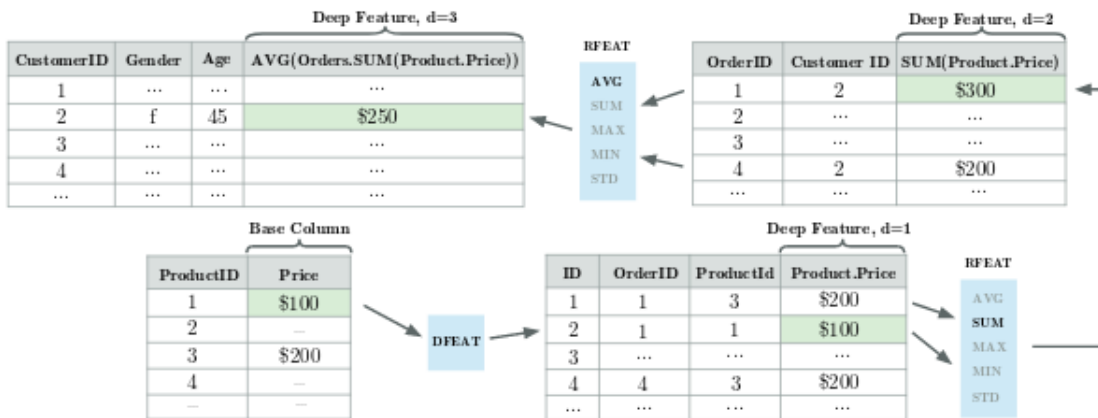 Deep Feature, d=3
CustomerID Gender Age AVG(Orders.SUM(Product.Price))
1 ... ... ...
2 f 45 $250
3 ... ... ...
4 ... ... ...
... ... ... ...
RFEAT
AVG
SUM
MAX
MIN
STD
Deep Feature, d=2
OrderID Customer ID SUM(Product.Price)
1 2 $300
2 ... ...
3 ... ...
4 2 $200
... ... ...
Base Column
ProductID Price
1 $100
2 –
3 $200
4 –
– –
DFEAT
Deep Feature, d=1
ID OrderID ProductId Product.Price
1 1 3 $200
2 1 1 $100
3 ... ... ...
4 4 3 $200
... ... ... ...
RFEAT
AVG
SUM
MAX
MIN
STD